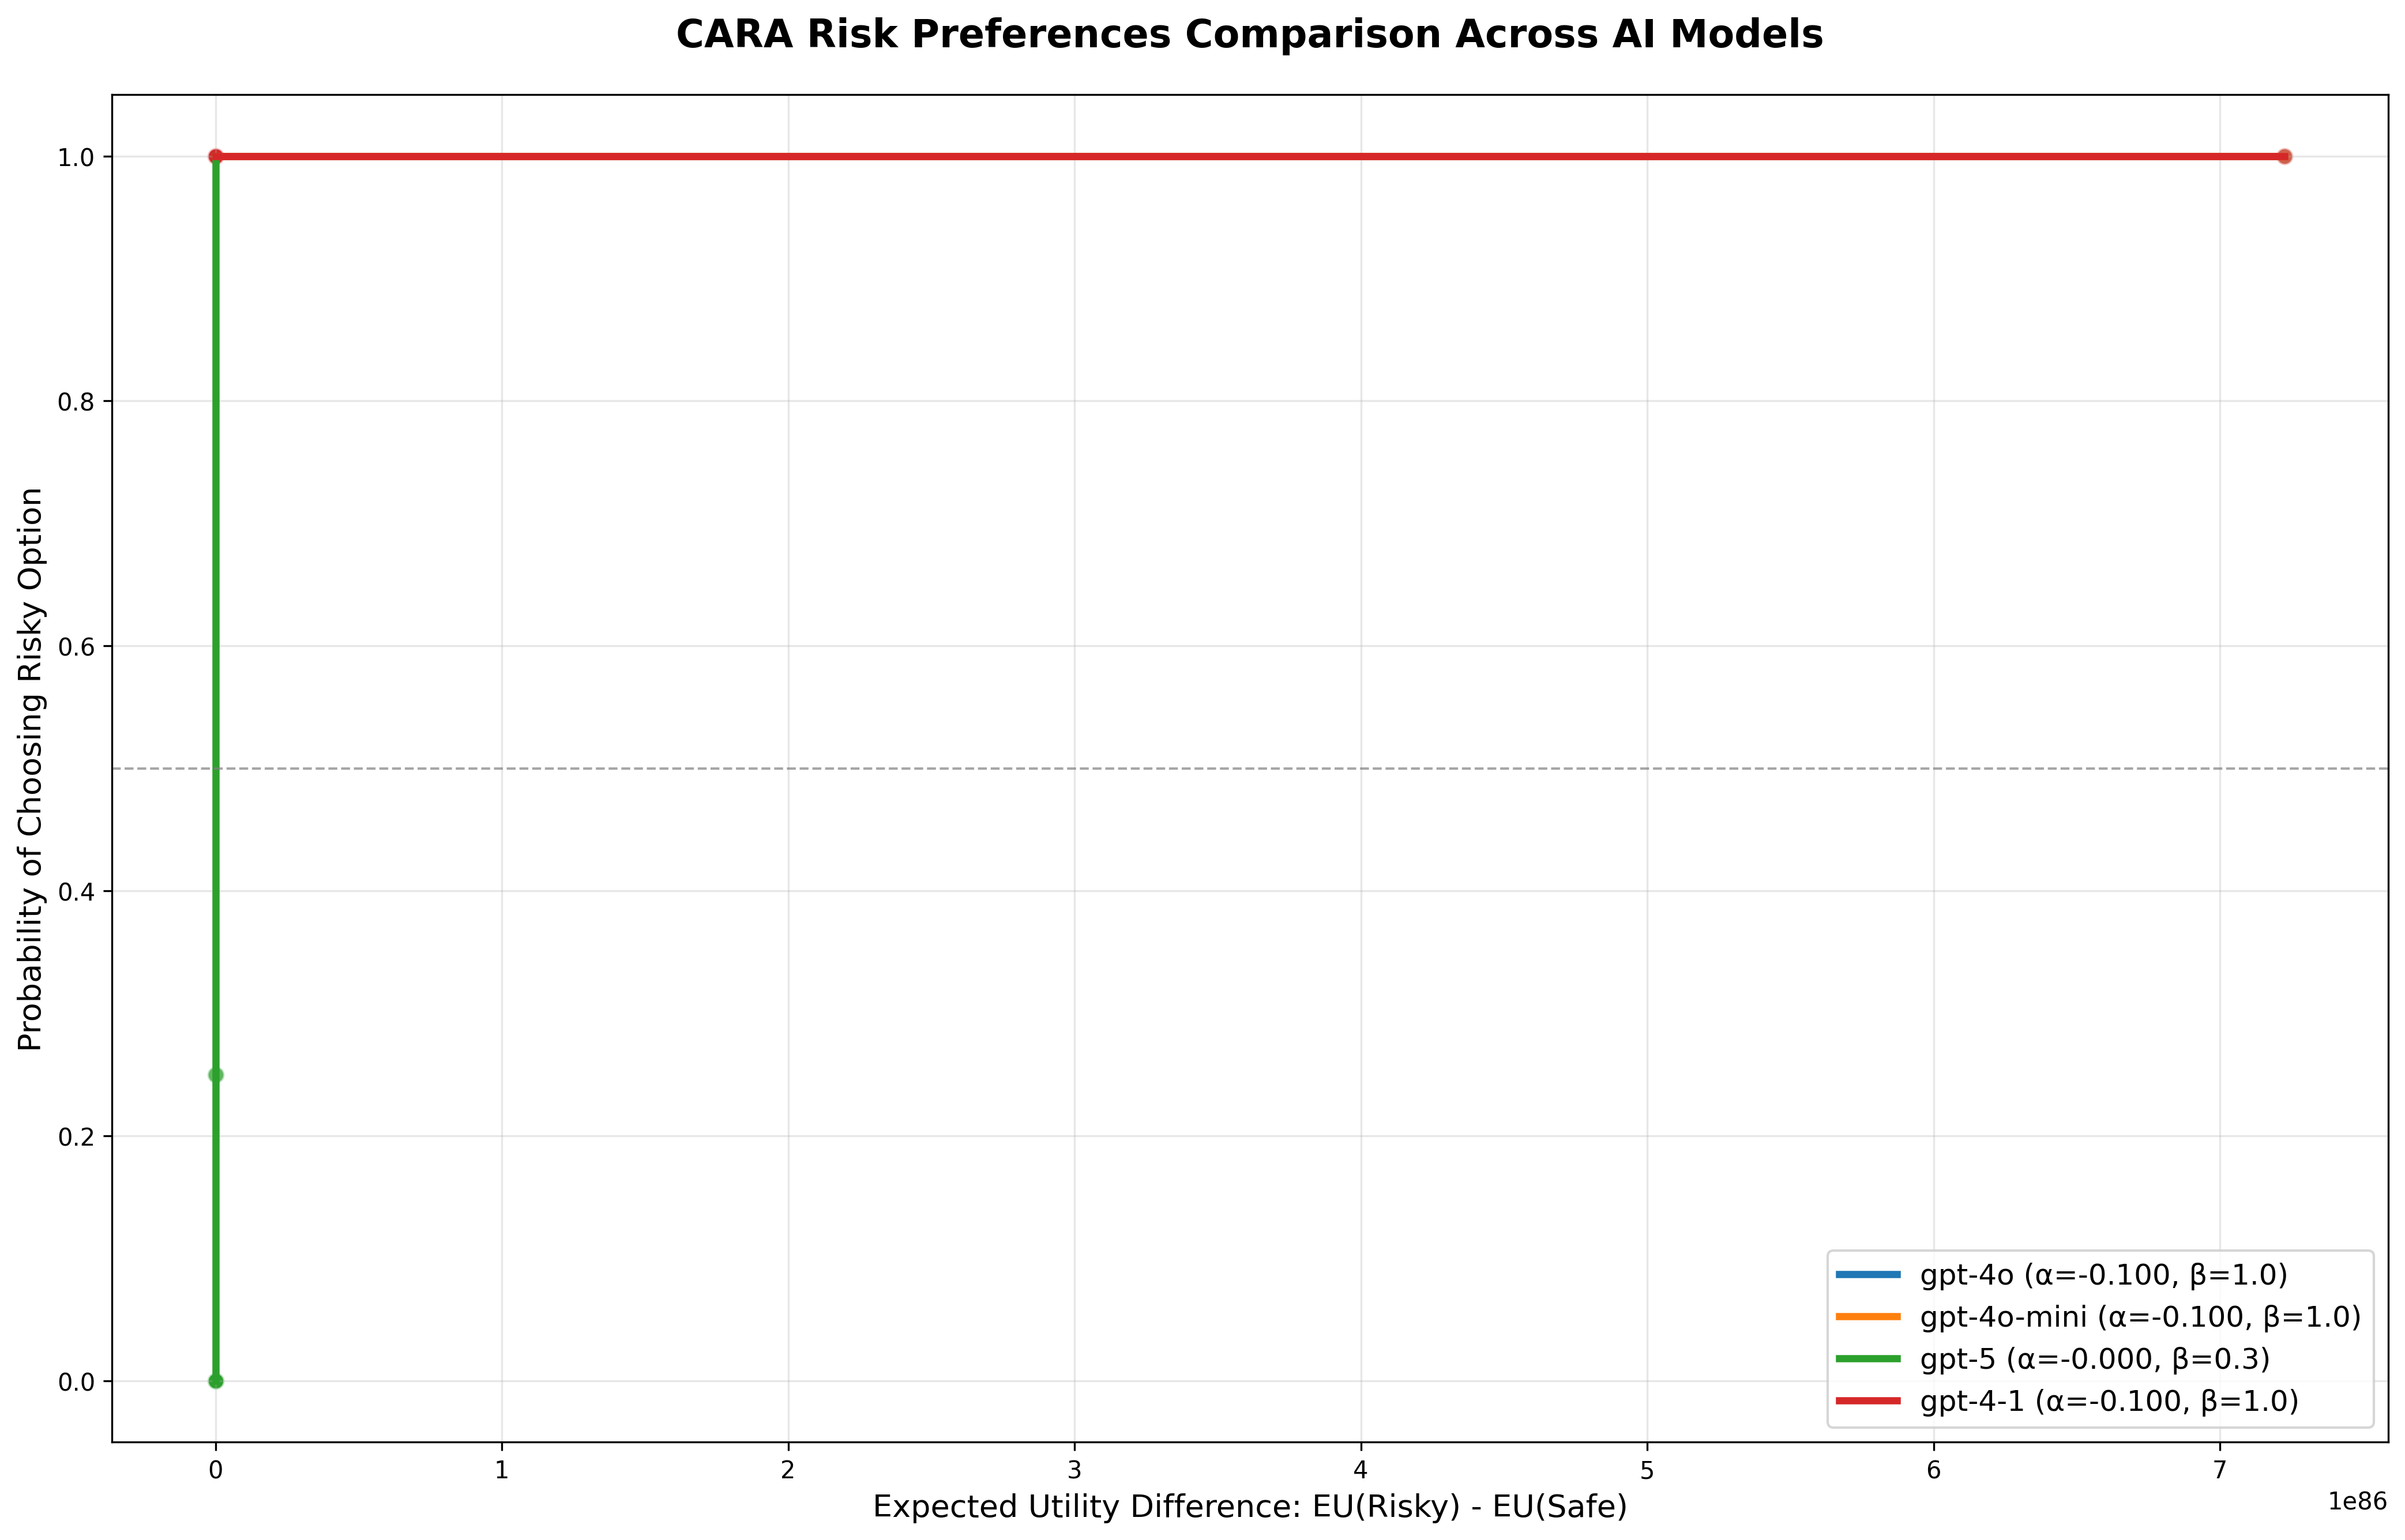 CARA Risk Preferences Comparison Across AI Models
Probability of Choosing Risky Option
1.0
0.8
0.6
0.4
0.2
0.0
gpt-4o (α=-0.100, β=1.0)
gpt-4o-mini (α=-0.100, β=1.0)
gpt-5 (α=-0.000, β=0.3)
gpt-4-1 (α=-0.100, β=1.0)
0 1 2 3 4 5 6 7
1e86
Expected Utility Difference: EU(Risky) - EU(Safe)